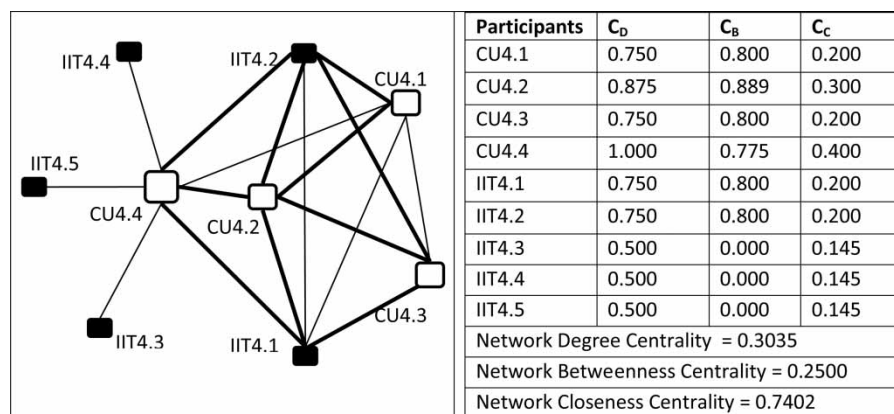 IIT4.4
IIT4.2
CU4.1
IIT4.5
CU4.4
CU4.2
CU4.3
IIT4.3
IIT4.1
Participants C_D C_B C_C
CU4.1 0.750 0.800 0.200
CU4.2 0.875 0.889 0.300
CU4.3 0.750 0.800 0.200
CU4.4 1.000 0.775 0.400
IIT4.1 0.750 0.800 0.200
IIT4.2 0.750 0.800 0.200
IIT4.3 0.500 0.000 0.145
IIT4.4 0.500 0.000 0.145
IIT4.5 0.500 0.000 0.145
Network Degree Centrality = 0.3035
Network Betweenness Centrality = 0.2500
Network Closeness Centrality = 0.7402